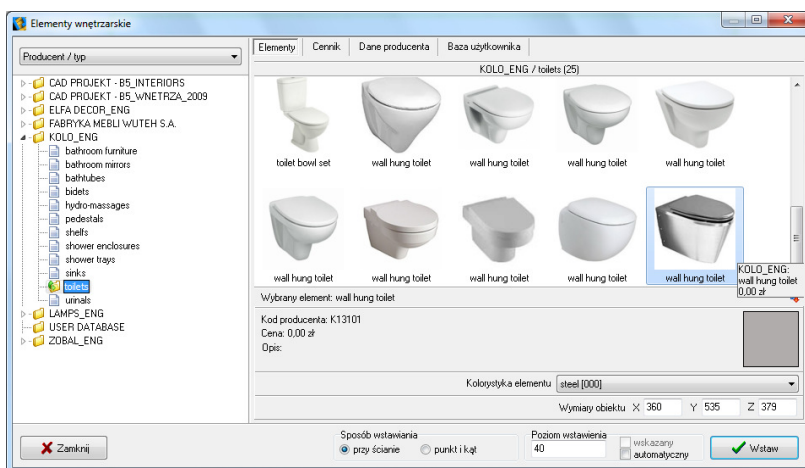 Elementy wnętrzarskie
Producent / typ
CAD PROJEKT - B5_INTERIORS
CAD PROJEKT - B5_WNETRZA_2009
ELFA DECOR_ENG
FABRYKA MEBLI WUTEH S.A.
KOLO_ENG
bathroom furniture
bathroom mirrors
bathtubes
bidets
hydro-massages
pedestals
shelfs
shower enclosures
shower trays
sinks
toilets
urinals
LAMPS_ENG
USER DATABASE
ZOBAL_ENG
Elementy Cennik Dane producenta Baza użytkownika
KOLO_ENG / toilets (25)
toilet bowl set wall hung toilet wall hung toilet wall hung toilet wall hung toilet
wall hung toilet wall hung toilet wall hung toilet wall hung toilet wall hung toilet
KOLO_ENG:
wall hung toilet
0,00 zł
Wybrany element: wall hung toilet
Kod producenta: K13101
Cena: 0,00 zł
Opis:
Kolorystyka elementu steel [000]
Wymiary obiektu X 360 Y 535 Z 379
Zamknij
Sposób wstawiania
przy ścianie punkt i kąt
Poziom wstawienia
40
wskazany
automatyczny
Wstaw